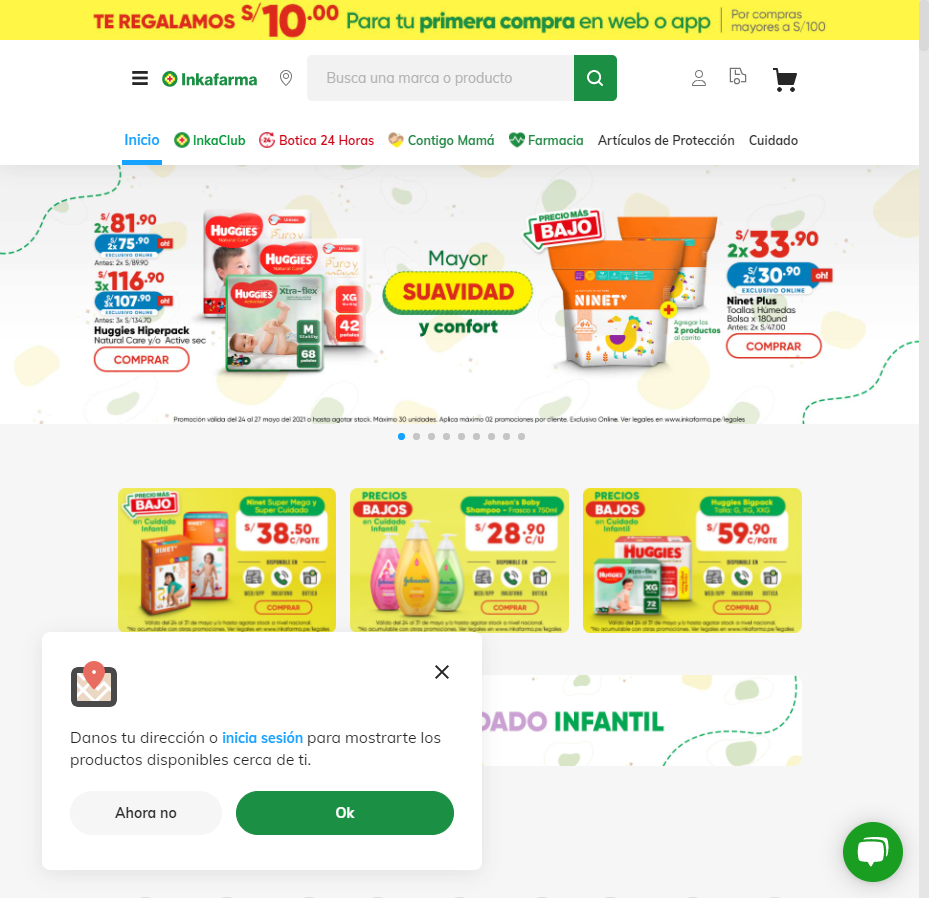 TE REGALAMOS S/10.00 Para tu primera compra en web o app
Por compras
mayores a S/100
Inkafarma
Busca una marca o producto
Inicio InkaClub Botica 24 Horas Contigo Mamá Farmacia Artículos de Protección Cuidado
2x S/81.90
2x S/75.90 oh!
EXCLUSIVO ONLINE
Antes: 2x S/89.90
3x S/116.90
3x S/107.90 oh!
EXCLUSIVO ONLINE
Antes: 3x S/134.70
Huggies Hiperpack
Natural Care y/o Active sec
COMPRAR
HUGGIES
Natural Care
HUGGIES
Natural Care
HUGGIES
Xtra-flex
M
68
pañales
XG
42
pañales
Mayor
SUAVIDAD
y confort
PRECIO MÁS
BAJO
NINET
2x S/33.90
2x S/30.90 oh!
EXCLUSIVO ONLINE
Ninet Plus
Toallas Húmedas
Bolsa x 180und
Antes: 2x S/47.00
Agregar los
2 productos
al carrito
COMPRAR
Promoción válida del 24 al 27 mayo del 2021 o hasta agotar stock. Máximo 30 unidades. Aplica máximo 02 promociones por cliente. Exclusivo Online. Ver legales en www.inkafarma.pe/legales
PRECIO MÁS
BAJO
en Cuidado
Infantil
Ninet Super Mega y
Super Cuidado
S/38.50
C/PQTE
DISPONIBLE EN
WEB/APP INKAFONO BOTICA
COMPRAR
Válido del 24 al 31 de mayo y/o hasta agotar stock a nivel nacional.
*No acumulable con otras promociones. Ver legales en www.inkafarma.pe/legales
PRECIOS
BAJOS
en Cuidado
Infantil
Johnson's Baby
Shampoo - Frasco x 750ml
S/28.90
C/U
DISPONIBLE EN
WEB/APP INKAFONO BOTICA
COMPRAR
Válido del 24 al 31 de mayo y/o hasta agotar stock a nivel nacional.
*No acumulable con otras promociones. Ver legales en www.inkafarma.pe/legales
PRECIOS
BAJOS
en Cuidado
Infantil
Huggies Bigpack
Talla: G, XG, XXG
S/59.90
C/PQTE
HUGGIES
XG
72
DISPONIBLE EN
WEB/APP INKAFONO BOTICA
COMPRAR
Válido del 24 al 31 de mayo y/o hasta agotar stock a nivel nacional.
*No acumulable con otras promociones. Ver legales en www.inkafarma.pe/legales
DADO INFANTIL
Danos tu dirección o inicia sesión para mostrarte los
productos disponibles cerca de ti.
Ahora no
Ok